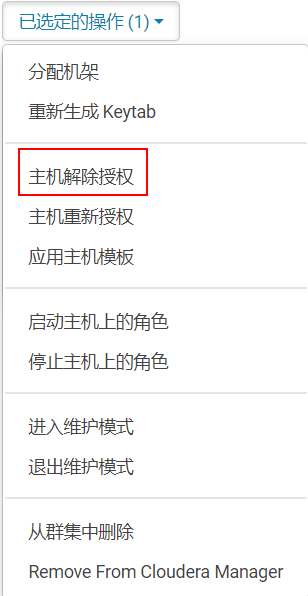 已选定的操作 (1)
分配机架
重新生成 Keytab
主机解除授权
主机重新授权
应用主机模板
启动主机上的角色
停止主机上的角色
进入维护模式
退出维护模式
从群集中删除
Remove From Cloudera Manager